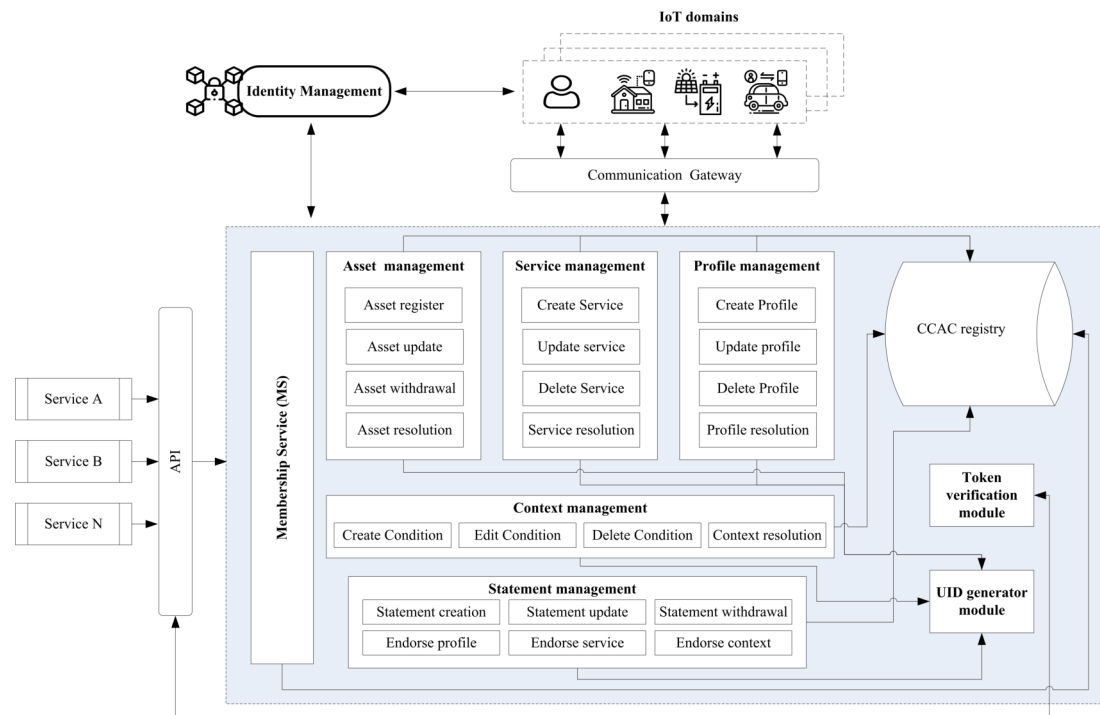 IoT domains
Identity Management
Communication Gateway
Membership Service (MS)
Asset management
Asset register
Asset update
Asset withdrawal
Asset resolution
Service management
Create Service
Update service
Delete Service
Service resolution
Profile management
Create Profile
Update profile
Delete Profile
Profile resolution
CCAC registry
Service A
Service B
Service N
API
Token
verification
module
Context management
Create Condition
Edit Condition
Delete Condition
Context resolution
UID generator
module
Statement management
Statement creation
Statement update
Statement withdrawal
Endorse profile
Endorse service
Endorse context